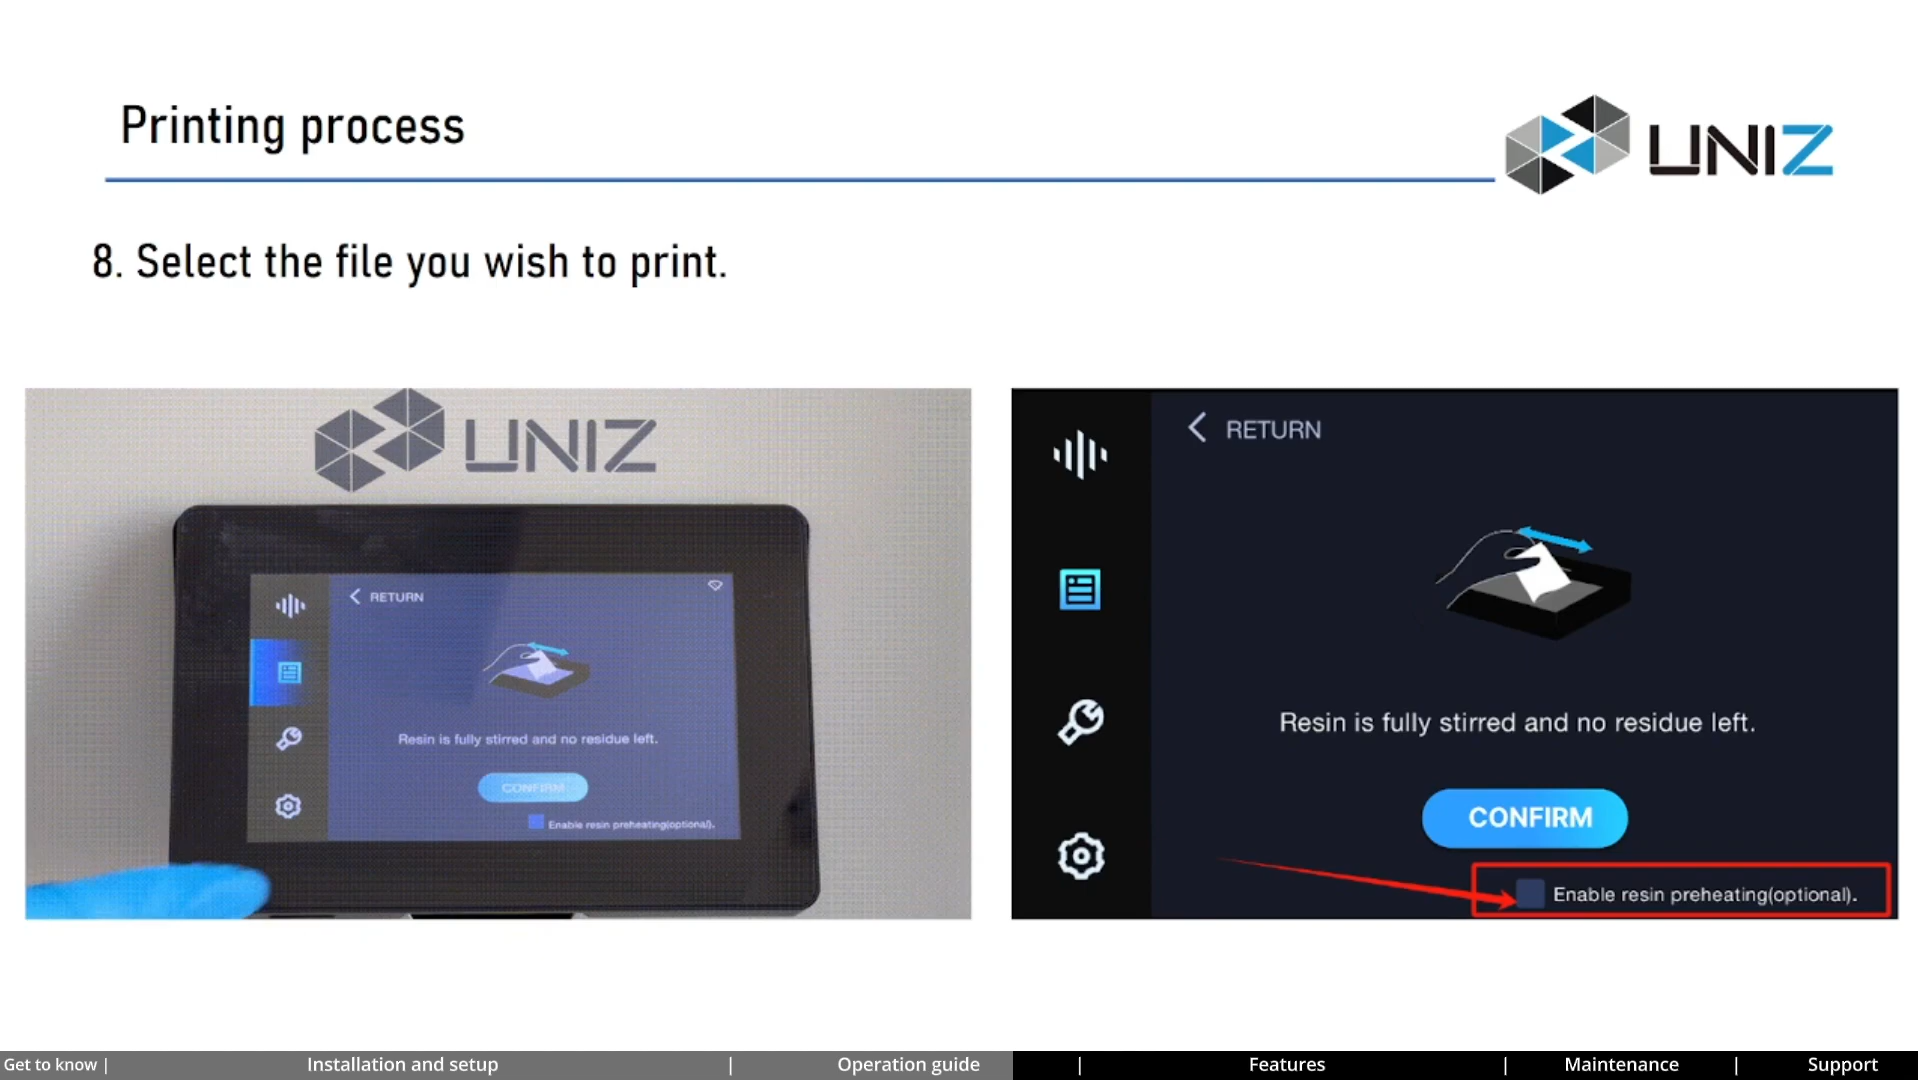 Printing process
UNIZ
8. Select the file you wish to print.
UNIZ
RETURN
Resin is fully stirred and no residue left.
CONFIRM
Enable resin preheating(optional).
RETURN
Resin is fully stirred and no residue left.
CONFIRM
Enable resin preheating(optional).
Get to know | Installation and setup | Operation guide | Features | Maintenance | Support